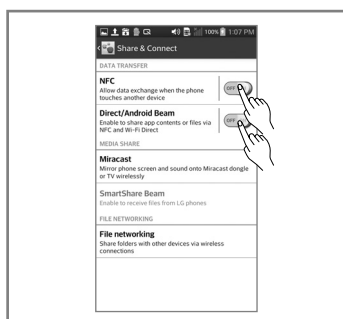 100% 1:07 PM
Share & Connect
DATA TRANSFER
NFC
Allow data exchange when the phone
touches another device
OFF
Direct/Android Beam
Enable to share app contents or files via
NFC and Wi-Fi Direct
OFF
MEDIA SHARE
Miracast
Mirror phone screen and sound onto Miracast dongle
or TV wirelessly
SmartShare Beam
Enable to receive files from LG phones
FILE NETWORKING
File networking
Share folders with other devices via wireless
connections